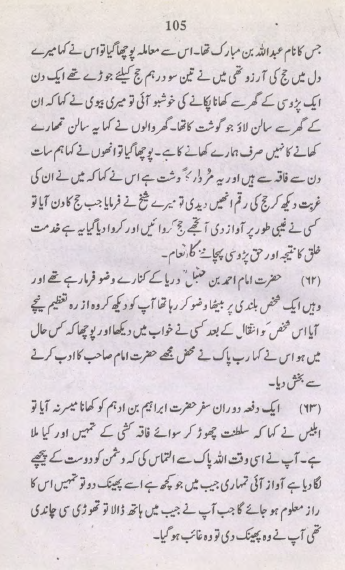 105
جس کا نام عبداللہ بن مبارک تھا۔ اس سے معاملہ پوچھا گیا تو اس نے کہا میرے
دل میں حج کی آرزو تھی میں نے تین سو درہم حج کیلئے جوڑے تھے ایک دن
ایک پڑوسی کے گھر سے کھانا پکانے کی خوشبو آئی تو میری بیوی نے کہا کہ ان
کے گھر سے سالن لاؤ جو گوشت کا تھا۔ گھر والوں نے کہا یہ سالن تمھارے
کھانے کا نہیں صرف ہمارے کھانے کا ہے۔ پوچھا گیا تو انھوں نے کہا ہم سات
دن سے فاقہ سے ہیں اور یہ مردار گوشت ہے اس نے کہا کہ میں نے ان کی
غربت دیکھ کر حج کی رقم انھیں دیدی تو میرے شیخ نے فرمایا جب حج کا دن آیا تو
کسی نے غیبی طور پر آواز دی آ تجھے حج کروائیں اور کروا دیا گیا یہ ہے خدمت
خلق کا نتیجہ اور حق پڑوسی پہچاننے کا انعام۔
(۶۲) حضرت امام احمد بن حنبلؒ دریا کے کنارے وضو فرما رہے تھے اور
وہیں ایک شخص بلندی پر بیٹھا وضو کر رہا تھا آپ کو دیکھ کر وہ از رہ تعظیم نیچے
آیا اس شخص کو انتقال کے بعد کسی نے خواب میں دیکھا اور پوچھا کہ کس حال
میں ہو اس نے کہا رب پاک نے محض مجھے حضرت امام صاحب کا ادب کرنے
سے بخش دیا۔
(۶۳) ایک دفعہ دوران سفر حضرت ابراہیم بن ادہم کو کھانا میسر نہ آیا تو
ابلیس نے کہا کہ سلطنت چھوڑ کر سوائے فاقہ کشی کے تمہیں اور کیا ملا
ہے۔ آپ نے اسی وقت اللہ پاک سے التماس کی کہ دشمن کو دوست کے پیچھے
لگا دیا ہے آواز آئی تمہاری جیب میں جو کچھ ہے اسے پھینک دو تو تمہیں اس کا
راز معلوم ہو جائے گا جب آپ نے جیب میں ہاتھ ڈالا تو تھوڑی سی چاندی
تھی آپ نے وہ پھینک دی تو وہ غائب ہو گیا۔